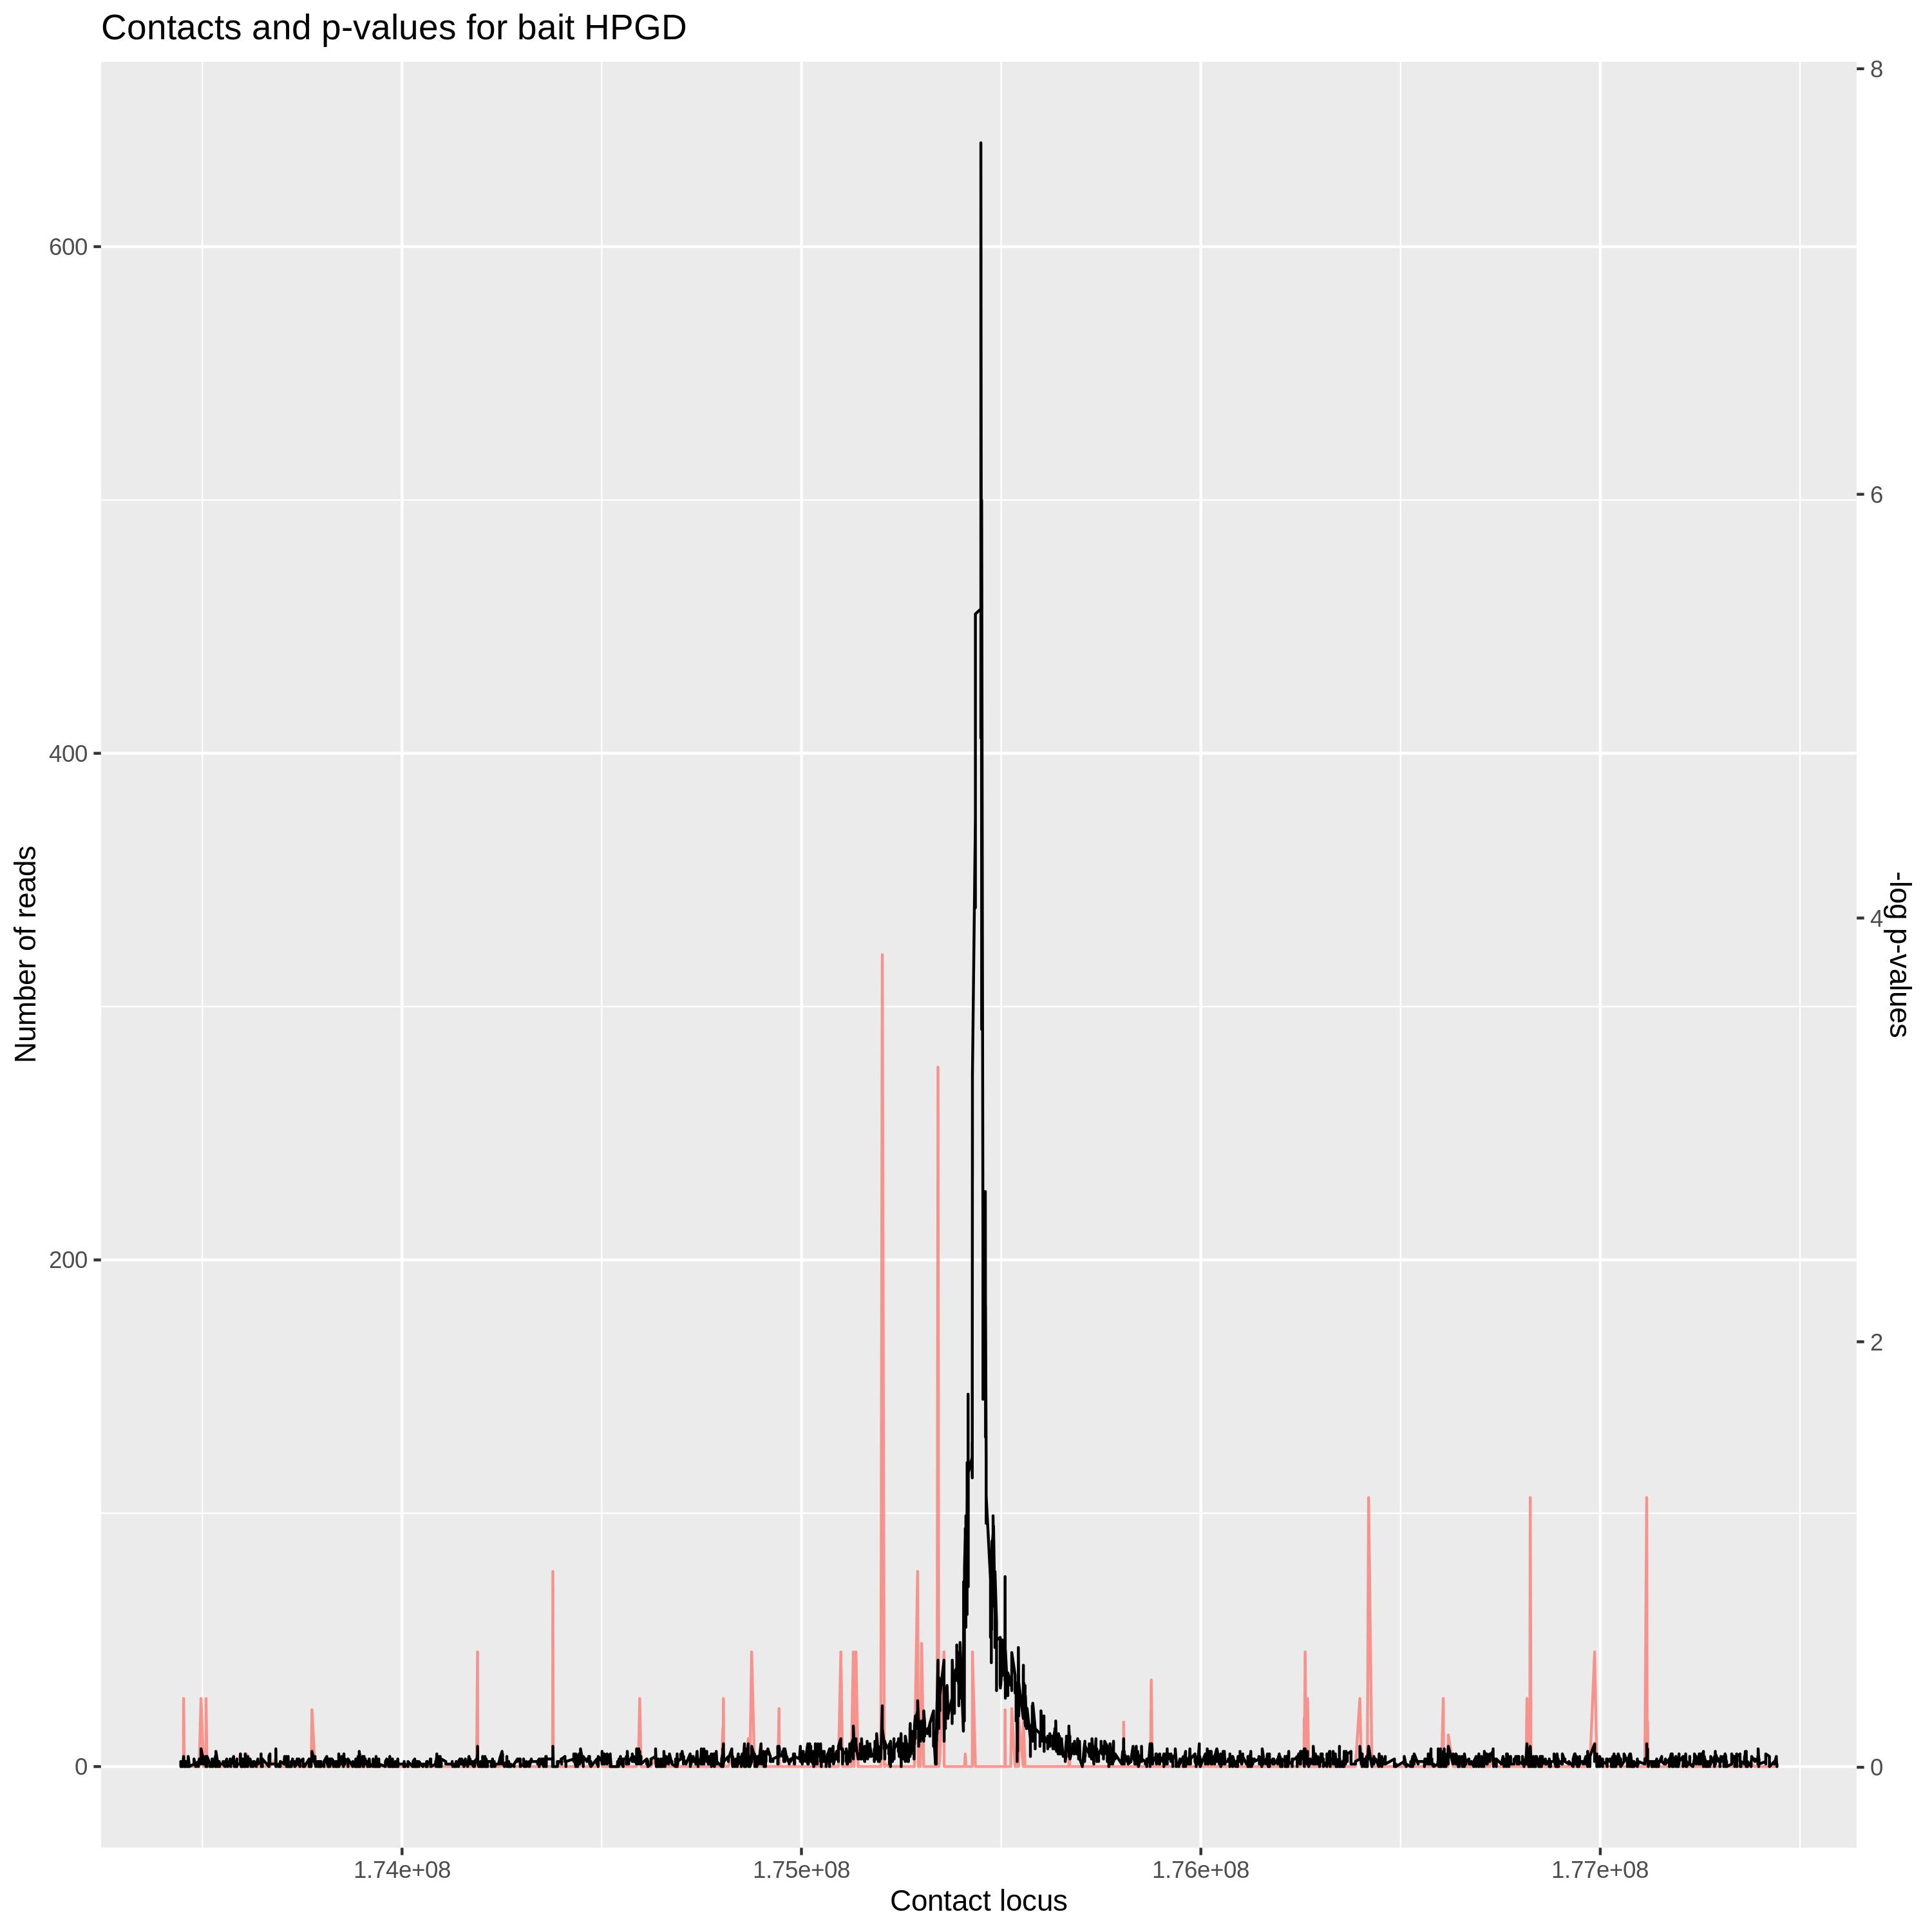 Contacts and p-values for bait HPGD
Number of reads
600
400
200
0
8
6
4
2
0
-log p-values
1.74e+08 1.75e+08 1.76e+08 1.77e+08
Contact locus